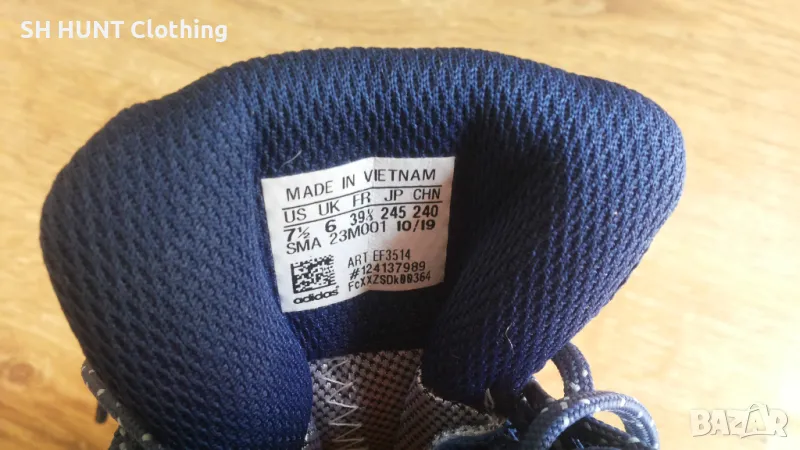 SH HUNT Clothing
MADE IN VIETNAM
US UK FR JP CHN
7½ 6 39⅓ 245 240
SMA 23M001 10/19
ART EF3514
#124137989
FcXXZSDk00364
adidas
BAZAR